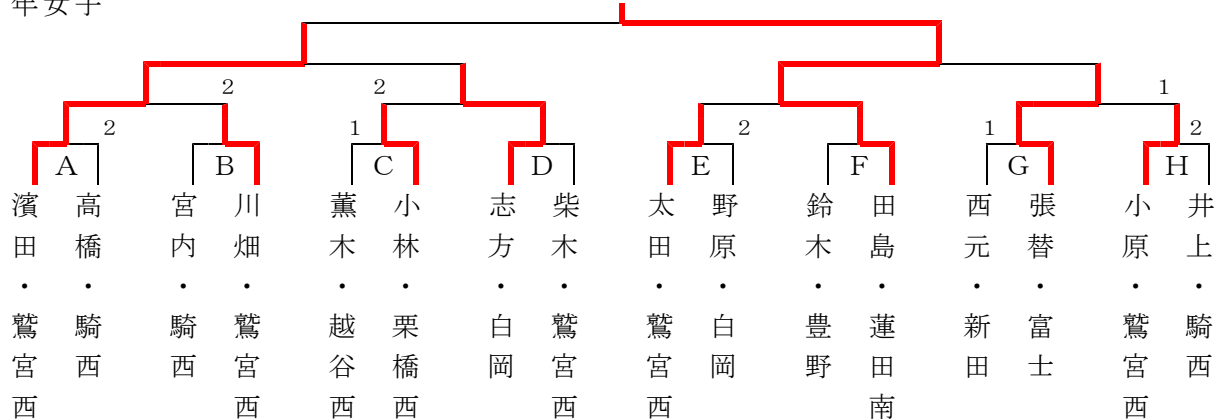 年女子
2 2 1
2 1 2 1 2
A B C D E F G H
濱田・鷲宮西
高橋・騎西
宮内・騎西
川畑・鷲宮西
薫木・越谷西
小林・栗橋西
志方・白岡
柴木・鷲宮西
太田・鷲宮西
野原・白岡
鈴木・豊野
田島・蓮田南
西元・新田
張替・富士
小原・鷲宮西
井上・騎西